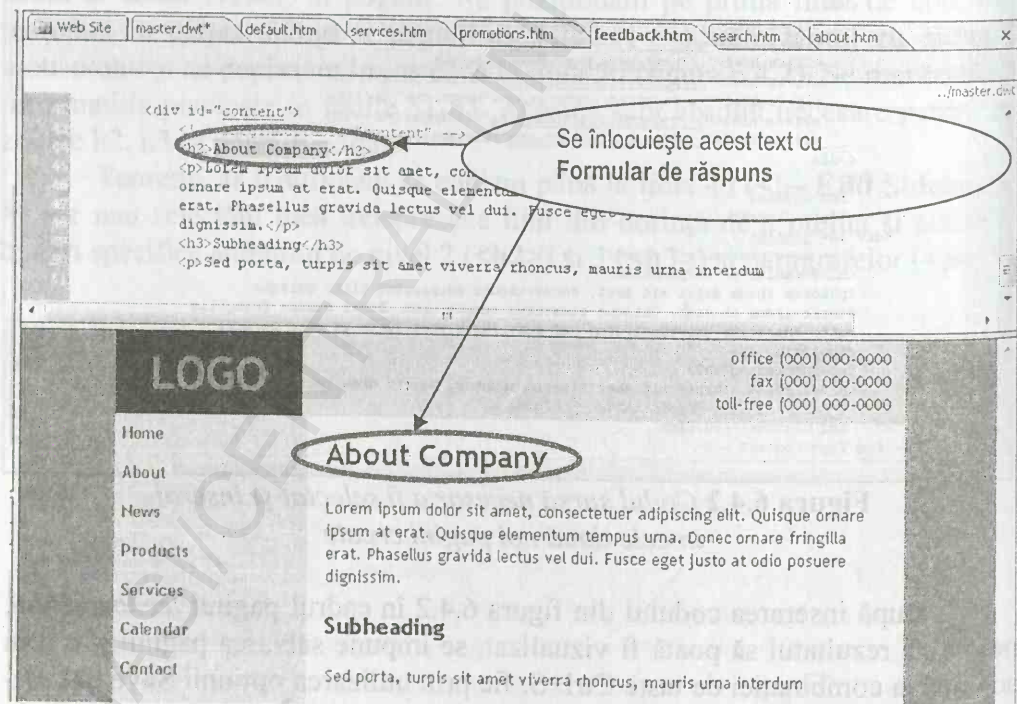 Web Site master.dwt* default.htm services.htm promotions.htm feedback.htm search.htm about.htm ×
../master.dwt
<div id="content">
content" -->
<h2>About Company</h2>
Se înlocuiește acest text cu
Formular de răspuns
<p>Lorem ipsum dolor sit amet, co
ornare ipsum at erat. Quisque elementu
erat. Phasellus gravida lectus vel dui. Fusce eget
dignissim.</p>
<h3>Subheading</h3>
<p>Sed porta, turpis sit amet viverra rhoncus, mauris urna interdum
LOGO
office (000) 000-0000
fax (000) 000-0000
toll-free (000) 000-0000
Home
About
News
Products
Services
Calendar
Contact
About Company
Lorem ipsum dolor sit amet, consectetuer adipiscing elit. Quisque ornare
ipsum at erat. Quisque elementum tempus urna. Donec ornare fringilla
erat. Phasellus gravida lectus vel dui. Fusce eget justo at odio posuere
dignissim.
Subheading
Sed porta, turpis sit amet viverra rhoncus, mauris urna interdum